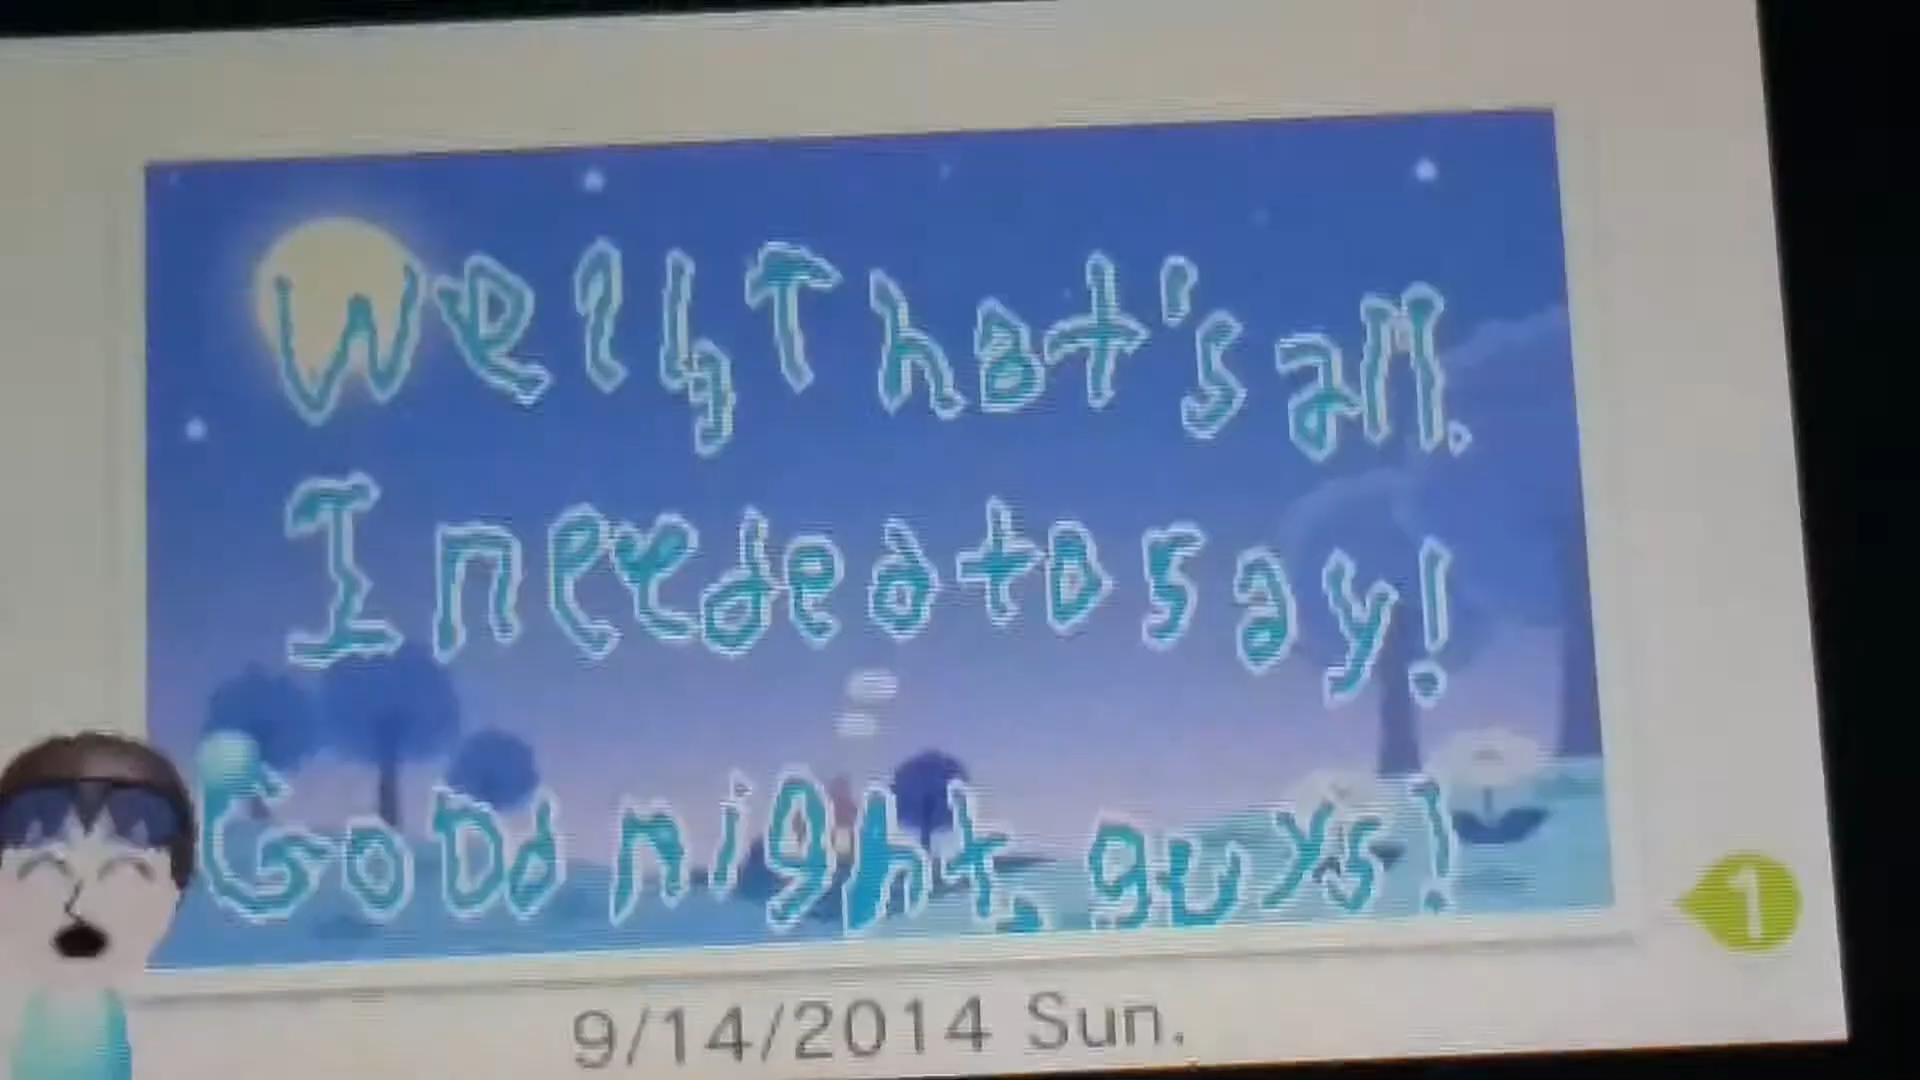 Well, That's all.
I needed to say!
Good night, guys!
1
9/14/2014 Sun.